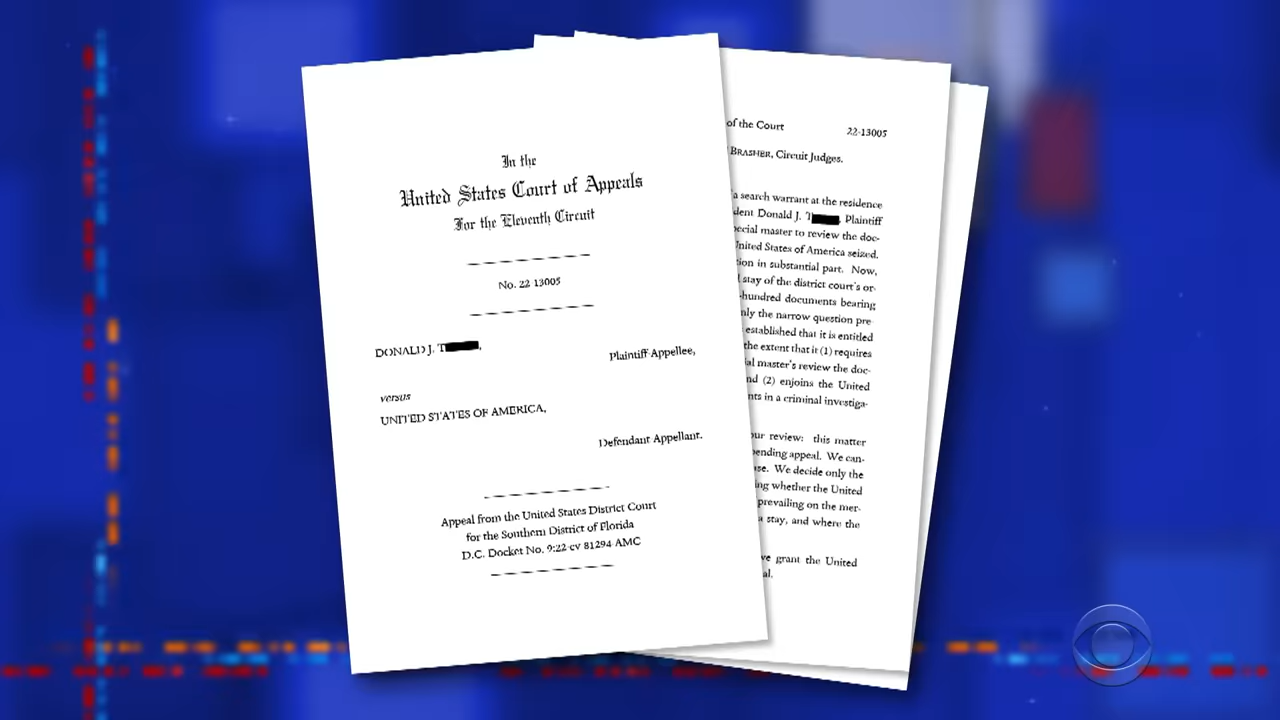 In the
United States Court of Appeals
For the Eleventh Circuit
No. 22-13005
DONALD J. T
Plaintiff-Appellee,
versus
UNITED STATES OF AMERICA,
Defendant-Appellant.
Appeal from the United States District Court
for the Southern District of Florida
D.C. Docket No. 9:22-cv-81294-AMC
of the Court 22-13005
BRASHER, Circuit Judges.
a search warrant at the residence
dent Donald J. T , Plaintiff
pecial master to review the doc-
United States of America seized.
tion in substantial part. Now,
stay of the district court's or-
-hundred documents bearing
nly the narrow question pre-
established that it is entitled
the extent that it (1) requires
al master's review the doc-
nd (2) enjoins the United
nts in a criminal investiga-
our review: this matter
pending appeal. We can-
se. We decide only the
ing whether the United
prevailing on the mer-
a stay, and where the
we grant the United
al.